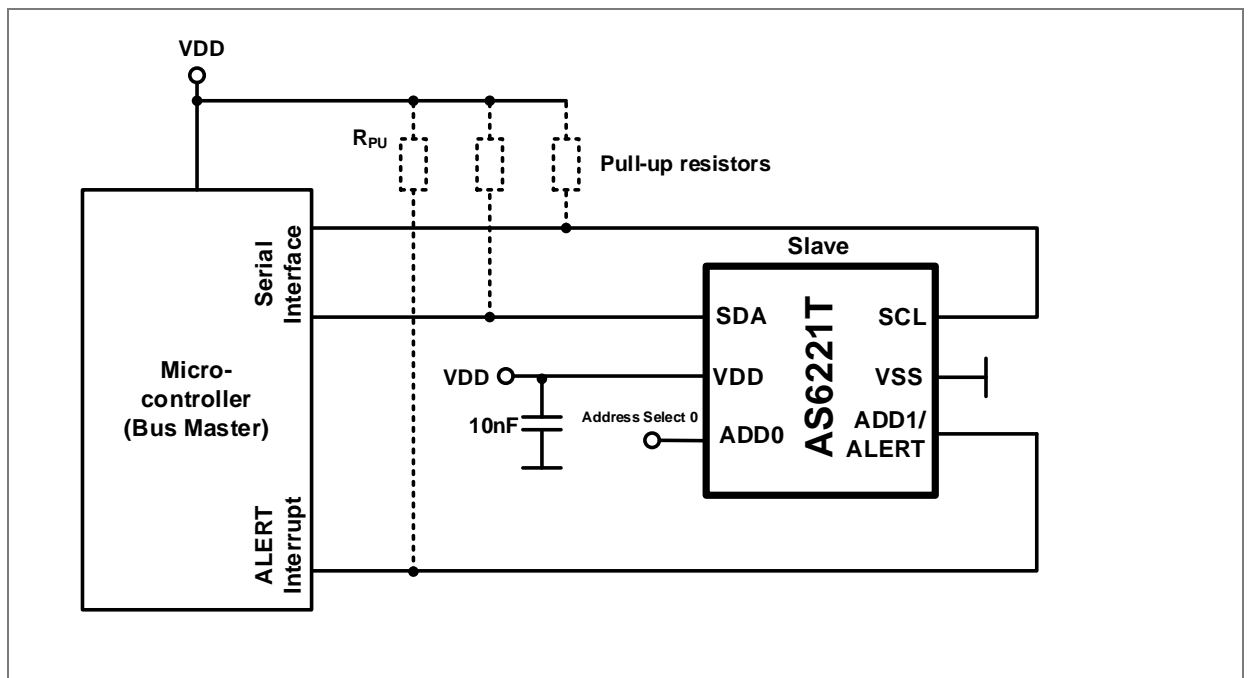 VDD
RPU
Pull-up resistors
Serial
Interface
Slave
SDA
SCL
AS6221T
Micro-
controller
(Bus Master)
VDD
VDD
VSS
10nF
Address Select 0
ADD0
ADD1/
ALERT
ALERT
Interrupt